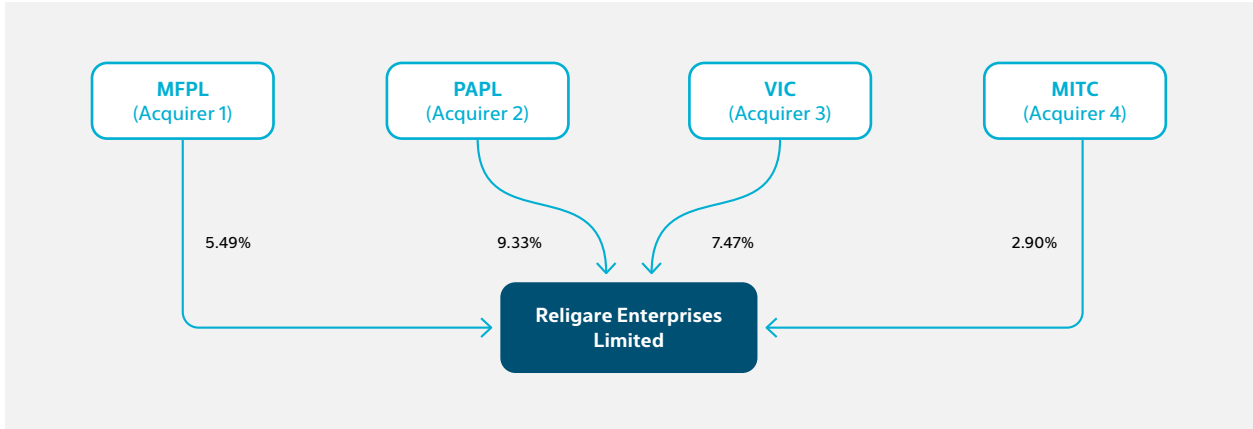 MFPL
(Acquirer 1)
PAPL
(Acquirer 2)
VIC
(Acquirer 3)
MITC
(Acquirer 4)
5.49%
9.33%
7.47%
2.90%
Religare Enterprises
Limited